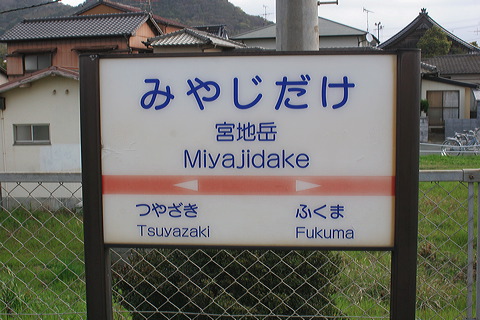 みやじだけ
宮地岳
Miyajidake
つやざき ふくま
Tsuyazaki Fukuma